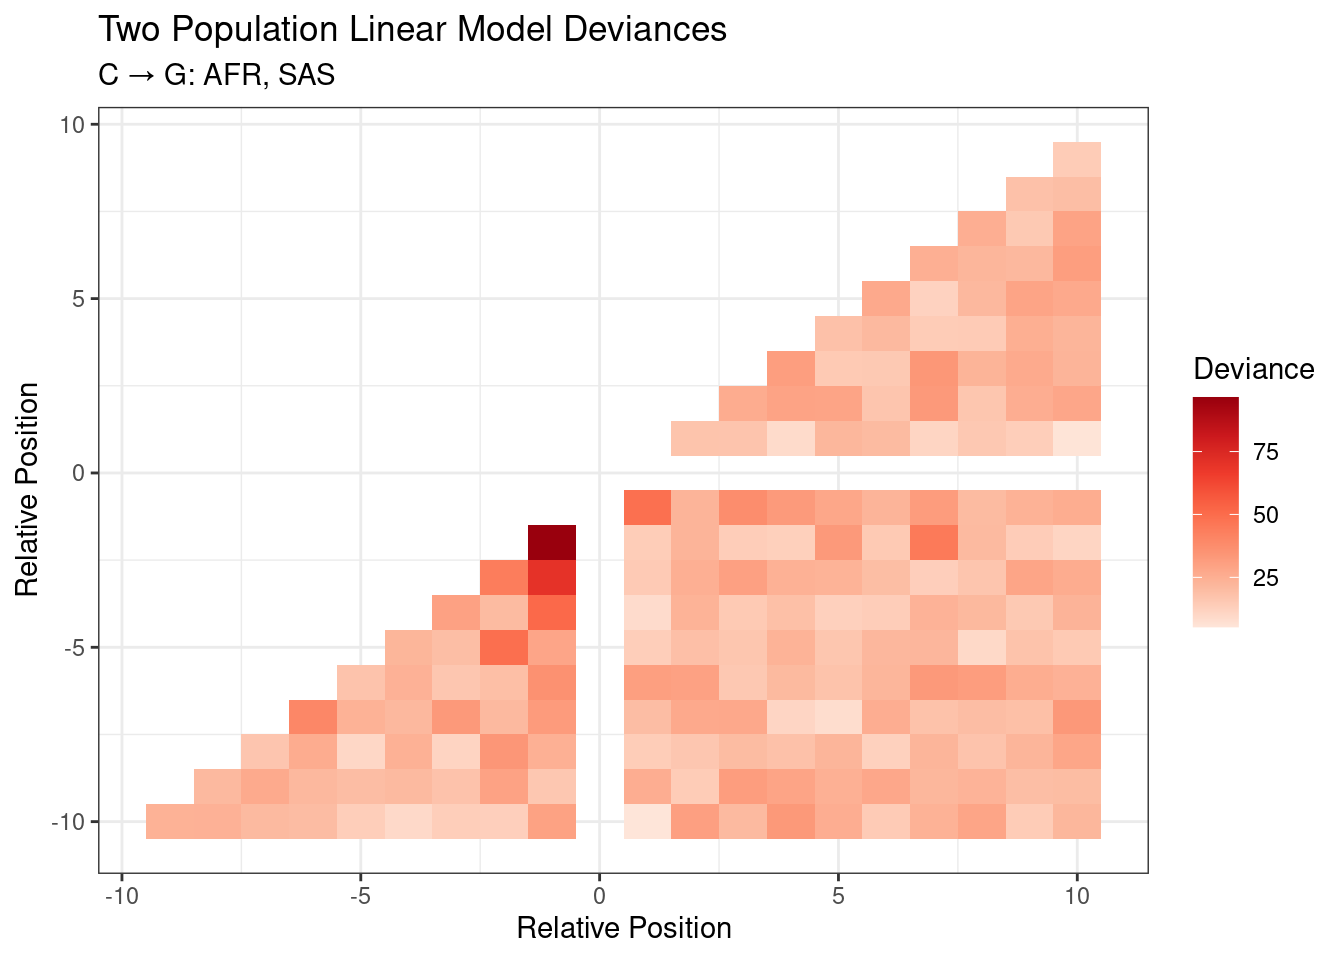 Two Population Linear Model Deviances
C → G: AFR, SAS
10
5
0
-5
-10
Relative Position
-10 -5 0 5 10
Relative Position
Deviance
75
50
25